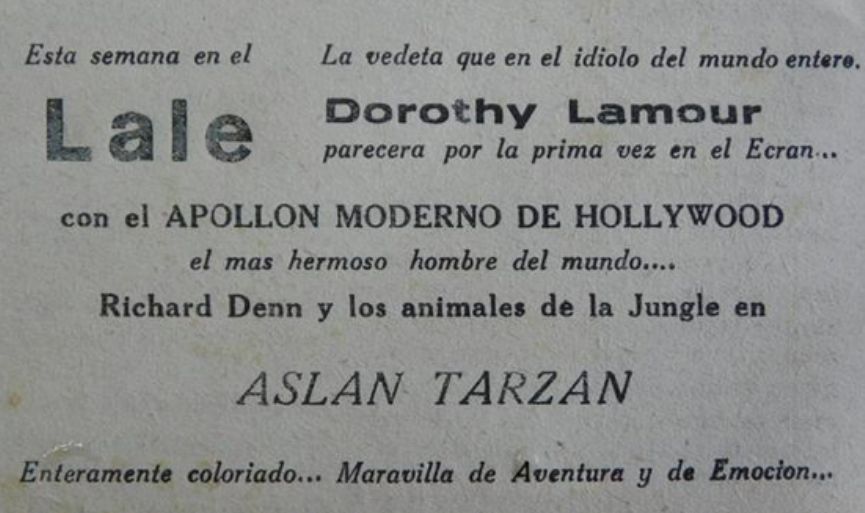 Esta semana en el
Lale
La vedeta que en el idiolo del mundo entero.
Dorothy Lamour
parecera por la prima vez en el Ecran...
con el APOLLON MODERNO DE HOLLYWOOD
el mas hermoso hombre del mundo....
Richard Denn y los animales de la Jungle en
ASLAN TARZAN
Enteramente coloriado... Maravilla de Aventura y de Emocion...